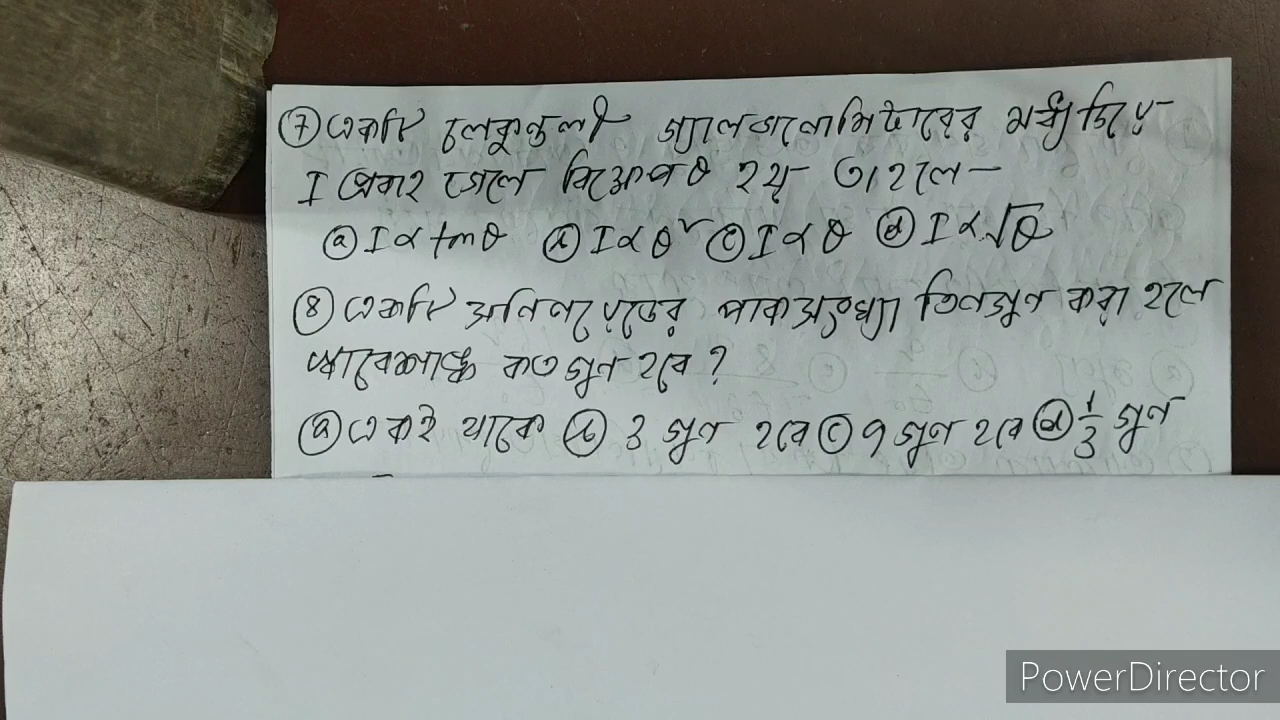 ⑦ একটি চলকুন্ডলী গ্যালভানোমিটারের মধ্য দিয়ে-
I প্রবাহ গেলে বিক্ষেপ θ হয় তাহলে-
ⓐ I ∝ tanθ ⓑ I ∝ θ² ⓒ I ∝ θ ⓓ I ∝ √θ
⑧ একটি সলিনয়েডের পাকসংখ্যা তিনগুন করা হলে
স্বাবেশাঙ্ক কত গুন হবে ?
ⓐ একই থাকে ⓑ 3 গুন হবে ⓒ 9 গুন হবে ⓓ 1/3 গুন
PowerDirector